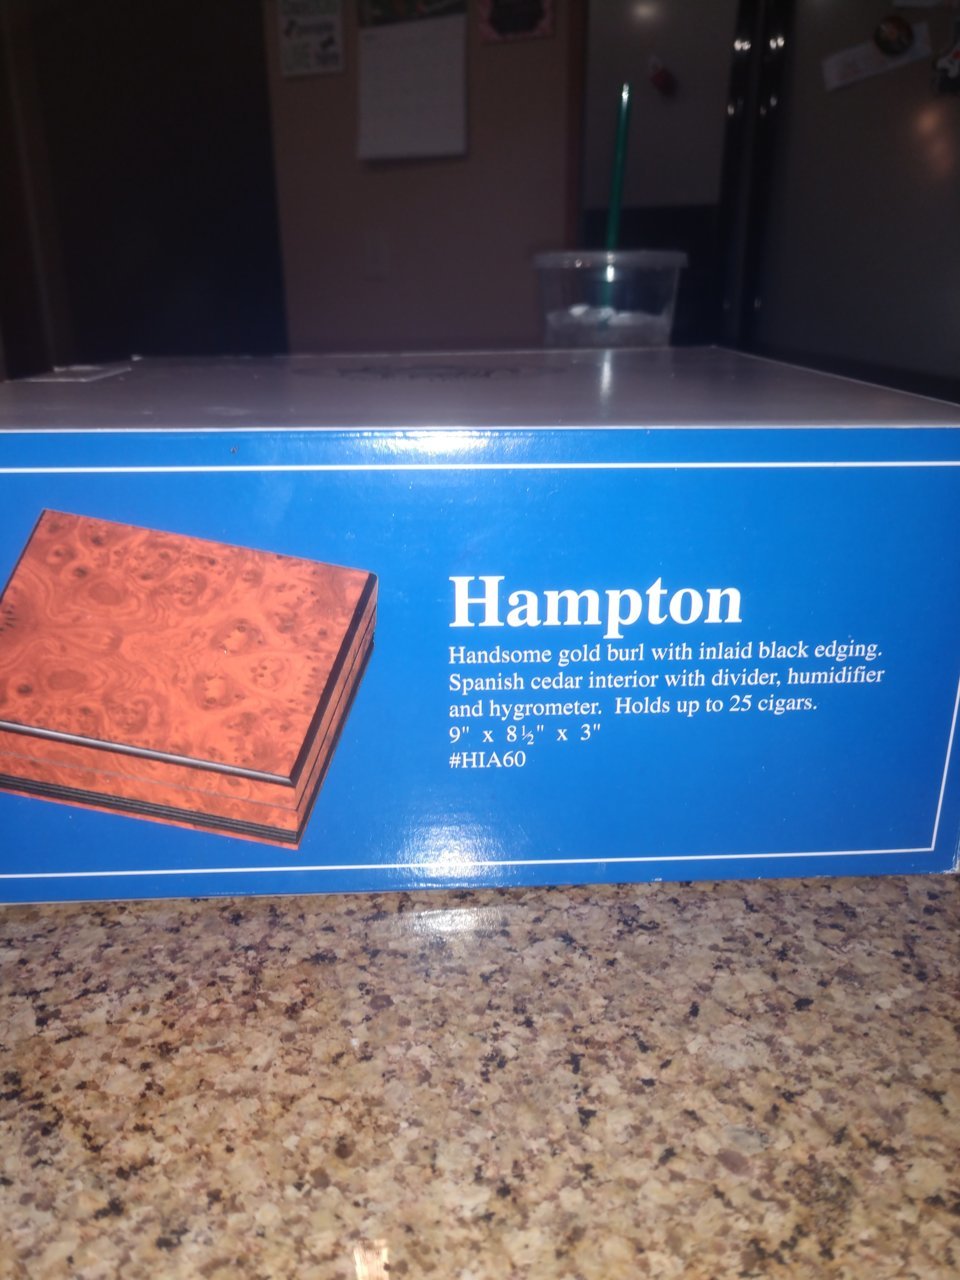 Hampton
Handsome gold burl with inlaid black edging.
Spanish cedar interior with divider, humidifier
and hygrometer. Holds up to 25 cigars.
9" x 8½" x 3"
#HIA60